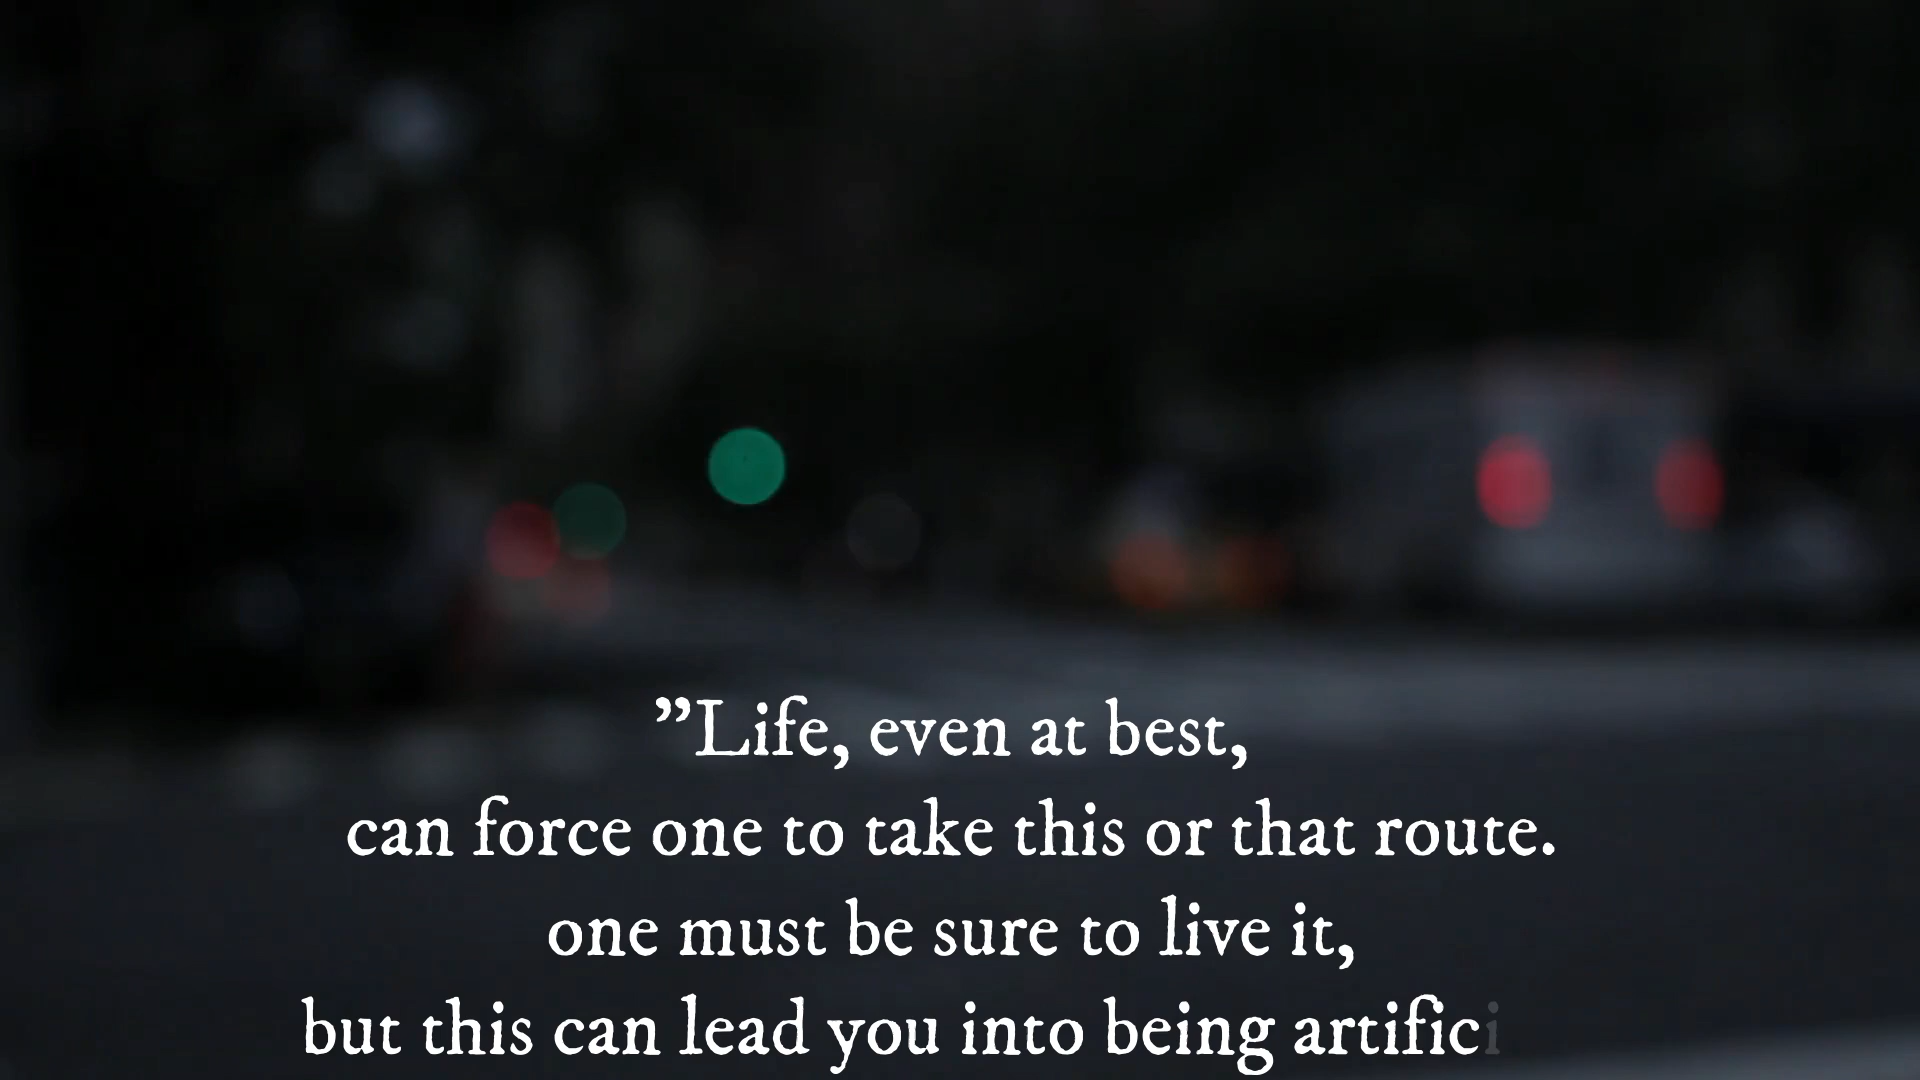 ”Life, even at best,
can force one to take this or that route.
one must be sure to live it,
but this can lead you into being artifici